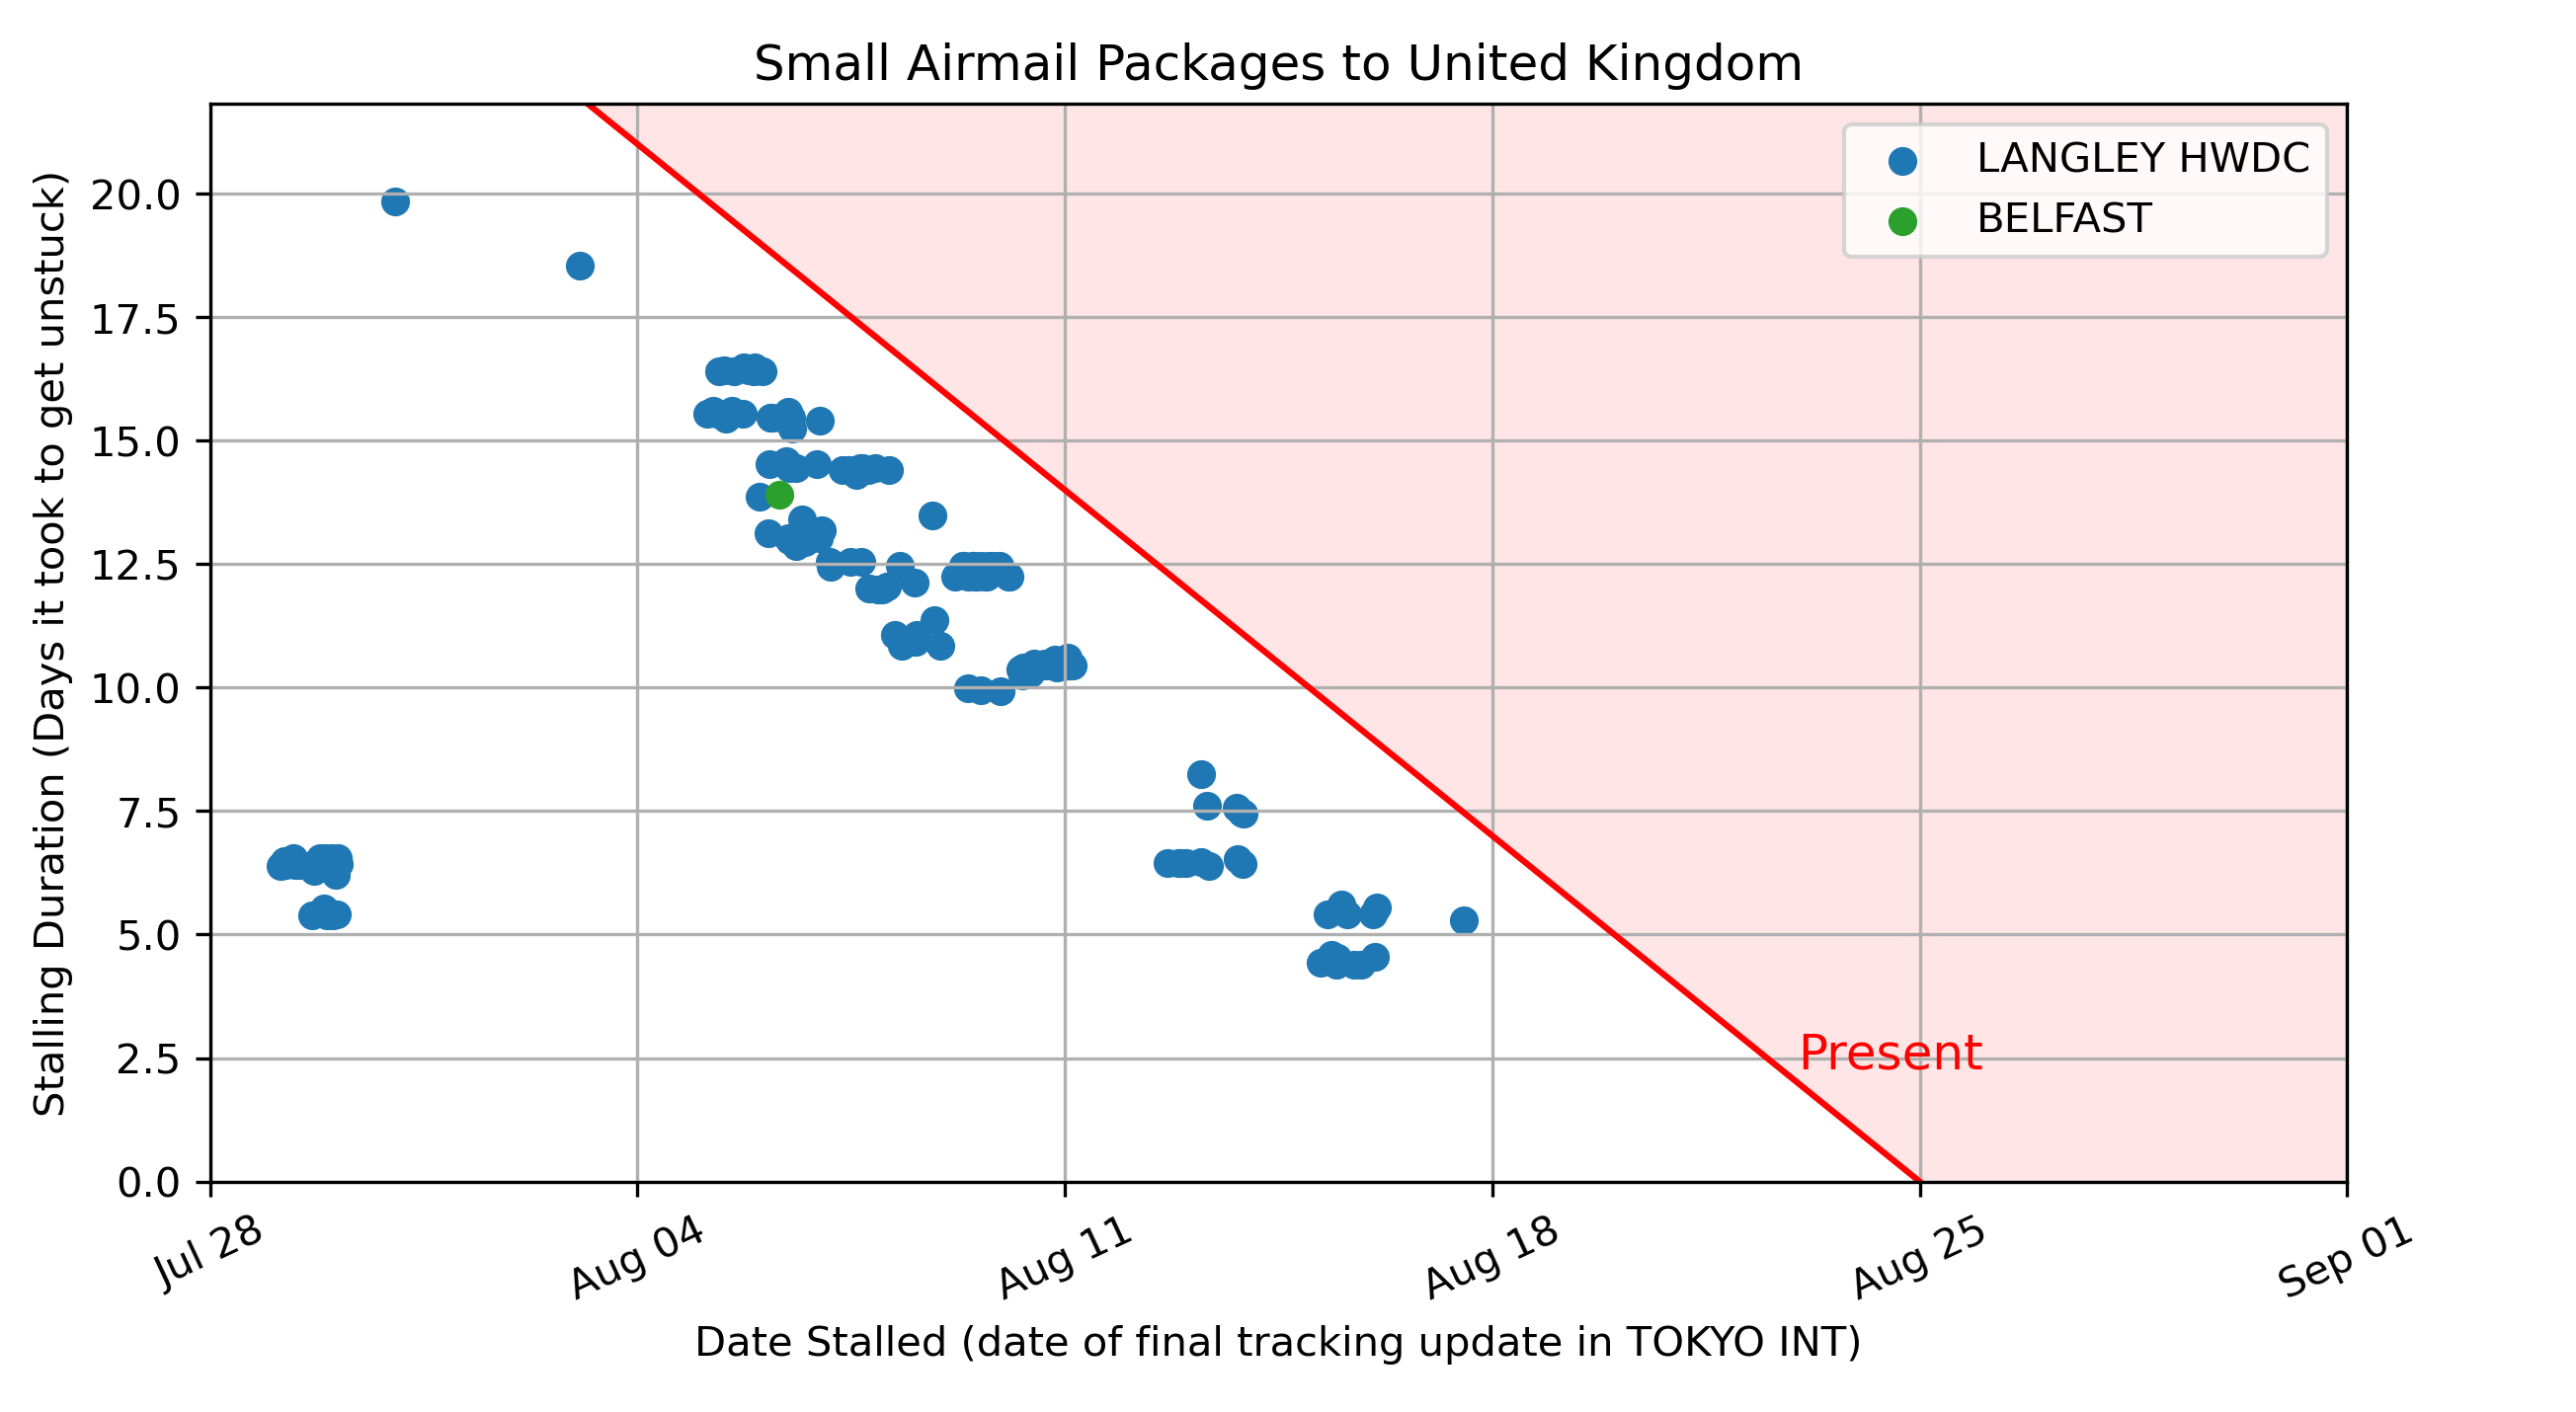 Small Airmail Packages to United Kingdom
LANGLEY HWDC
BELFAST
Stalling Duration (Days it took to get unstuck)
20.0
17.5
15.0
12.5
10.0
7.5
5.0
2.5
0.0
Present
Jul 28
Aug 04
Aug 11
Aug 18
Aug 25
Sep 01
Date Stalled (date of final tracking update in TOKYO INT)